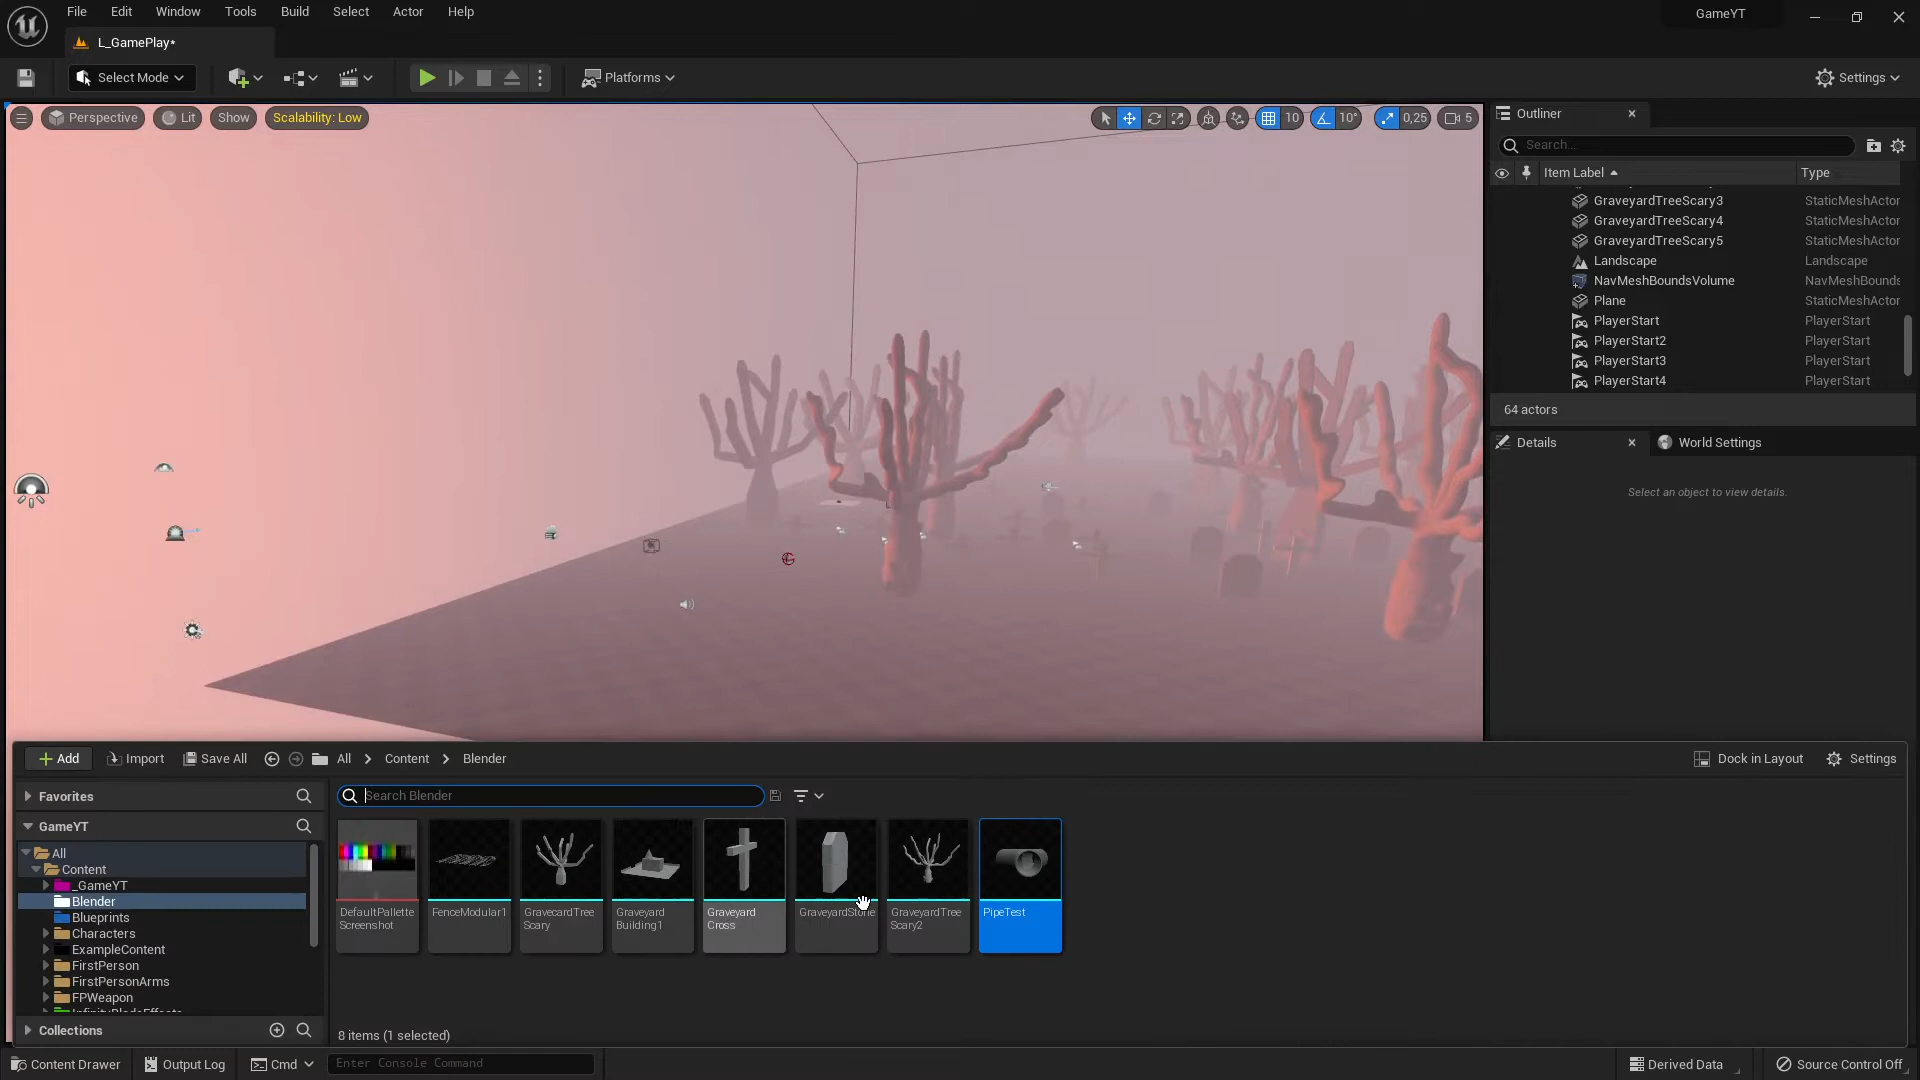 File Edit Window Tools Build Select Actor Help
GameYT
L_GamePlay*
Select Mode
Platforms
Settings
Perspective
Lit
Show
Scalability: Low
10
10°
0,25
5
Outliner
Search...
Item Label
Type
GraveyardTreeScary3 StaticMeshActor
GraveyardTreeScary4 StaticMeshActor
GraveyardTreeScary5 StaticMeshActor
Landscape Landscape
NavMeshBoundsVolume NavMeshBounds
Plane StaticMeshActor
PlayerStart PlayerStart
PlayerStart2 PlayerStart
PlayerStart3 PlayerStart
PlayerStart4 PlayerStart
64 actors
Details
World Settings
Select an object to view details.
Add
Import
Save All
All
Content
Blender
Dock in Layout
Settings
Favorites
GameYT
All
Content
_GameYT
Blender
Blueprints
Characters
ExampleContent
FirstPerson
FirstPersonArms
FPWeapon
Collections
Search Blender
DefaultPallette
Screenshot
FenceModular1
GravecardTree
Scary
Graveyard
Building1
Graveyard
Cross
GraveyardStone
GraveyardTree
Scary2
PipeTest
8 items (1 selected)
Content Drawer
Output Log
Cmd
Enter Console Command
Derived Data
Source Control Off